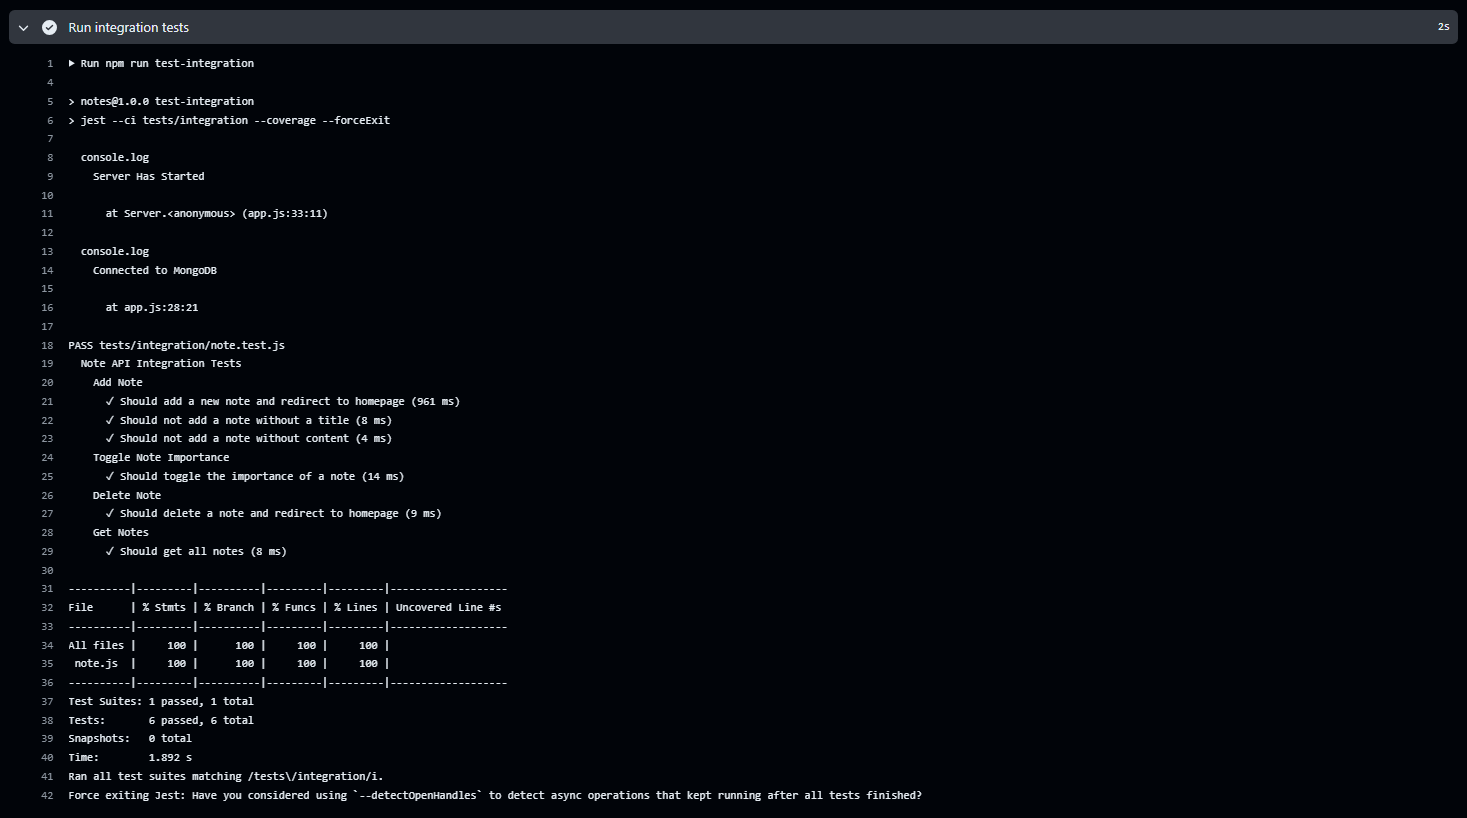 Run integration tests 2s
1 ▶ Run npm run test-integration
4
5 > notes@1.0.0 test-integration
6 > jest --ci tests/integration --coverage --forceExit
7
8 console.log
9 Server Has Started
10
11 at Server.<anonymous> (app.js:33:11)
12
13 console.log
14 Connected to MongoDB
15
16 at app.js:28:21
17
18 PASS tests/integration/note.test.js
19 Note API Integration Tests
20 Add Note
21 ✓ Should add a new note and redirect to homepage (961 ms)
22 ✓ Should not add a note without a title (8 ms)
23 ✓ Should not add a note without content (4 ms)
24 Toggle Note Importance
25 ✓ Should toggle the importance of a note (14 ms)
26 Delete Note
27 ✓ Should delete a note and redirect to homepage (9 ms)
28 Get Notes
29 ✓ Should get all notes (8 ms)
30
31 ----------|---------|----------|---------|---------|-------------------
32 File      | % Stmts | % Branch | % Funcs | % Lines | Uncovered Line #s
33 ----------|---------|----------|---------|---------|-------------------
34 All files |     100 |      100 |     100 |     100 |
35  note.js  |     100 |      100 |     100 |     100 |
36 ----------|---------|----------|---------|---------|-------------------
37 Test Suites: 1 passed, 1 total
38 Tests:       6 passed, 6 total
39 Snapshots:   0 total
40 Time:        1.892 s
41 Ran all test suites matching /tests\/integration/i.
42 Force exiting Jest: Have you considered using `--detectOpenHandles` to detect async operations that kept running after all tests finished?